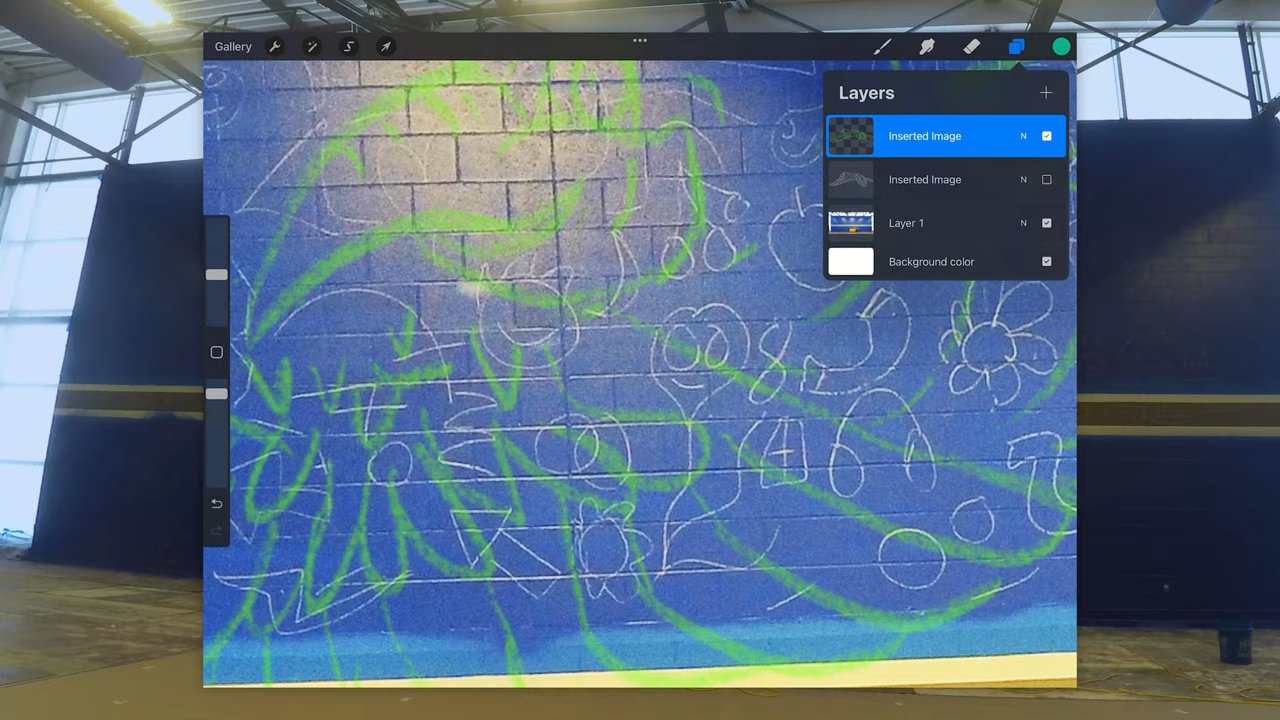 Gallery
Layers
Inserted Image N
Inserted Image N
Layer 1 N
Background color